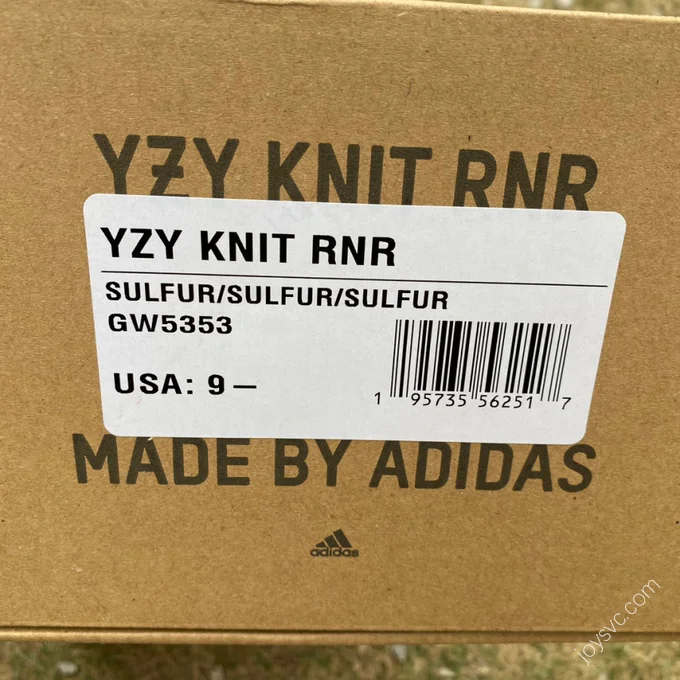 YZY KNIT RNR
YZY KNIT RNR
SULFUR/SULFUR/SULFUR
GW5353
USA: 9–
1 95735 56251 7
MADE BY ADIDAS
adidas
joysvc.com